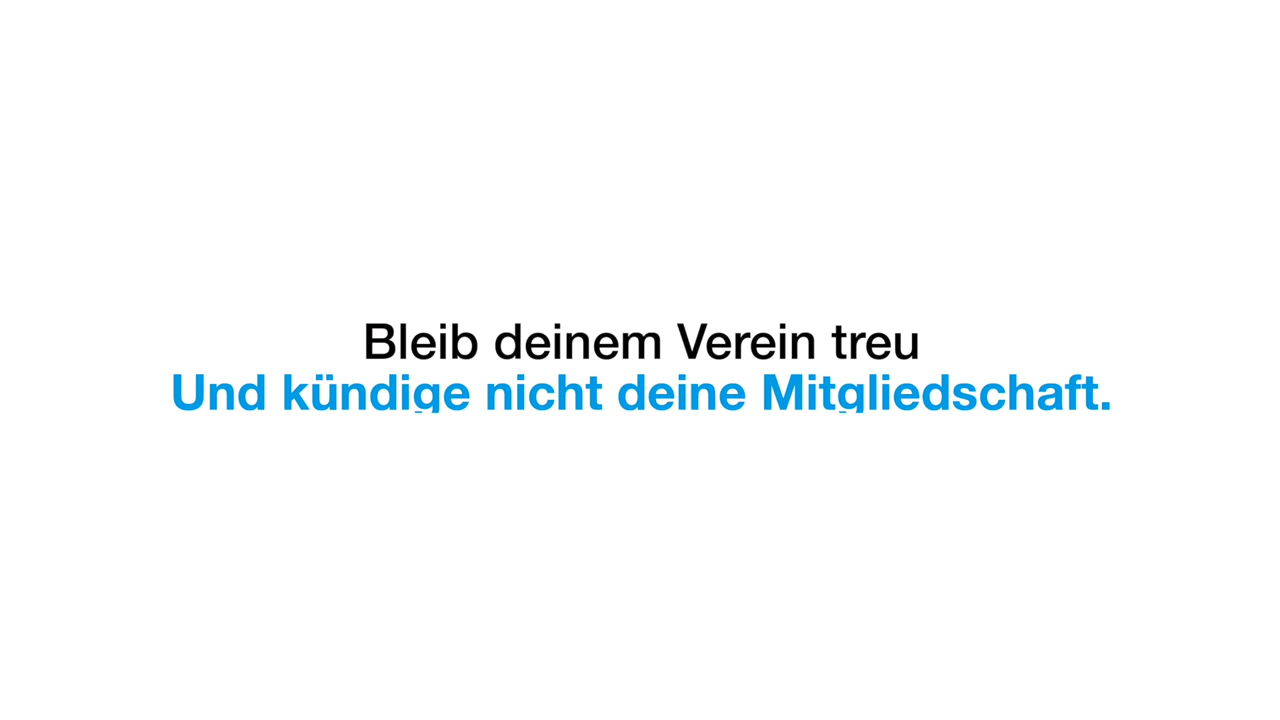 Bleib deinem Verein treu
Und kündige nicht deine Mitgliedschaft.